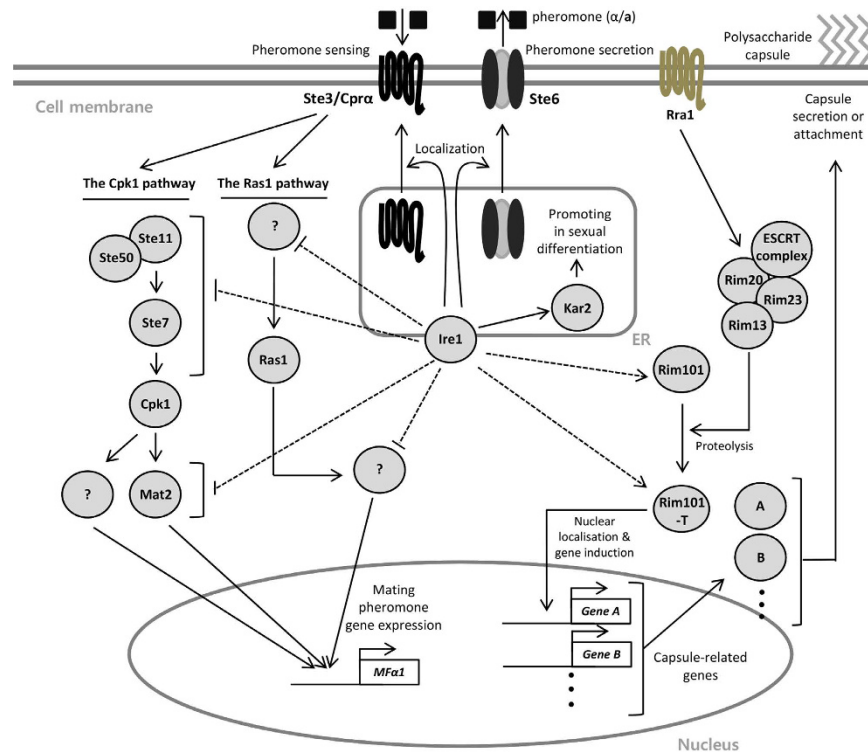 pheromone (α/a)
Pheromone sensing
Pheromone secretion
Polysaccharide
capsule
Cell membrane
Ste3/Cprα
Ste6
Rra1
Capsule
secretion or
attachment
Localization
The Cpk1 pathway
The Ras1 pathway
?
Ste11
Ste50
Promoting
in sexual
differentiation
ESCRT
complex
Rim20
Rim23
Rim13
Ste7
Kar2
Ire1
ER
Ras1
Rim101
Cpk1
Proteolysis
?
Mat2
?
Rim101
-T
A
B
Nuclear
localisation &
gene induction
Mating
pheromone
gene expression
MFα1
Gene A
Gene B
Capsule-related
genes
Nucleus